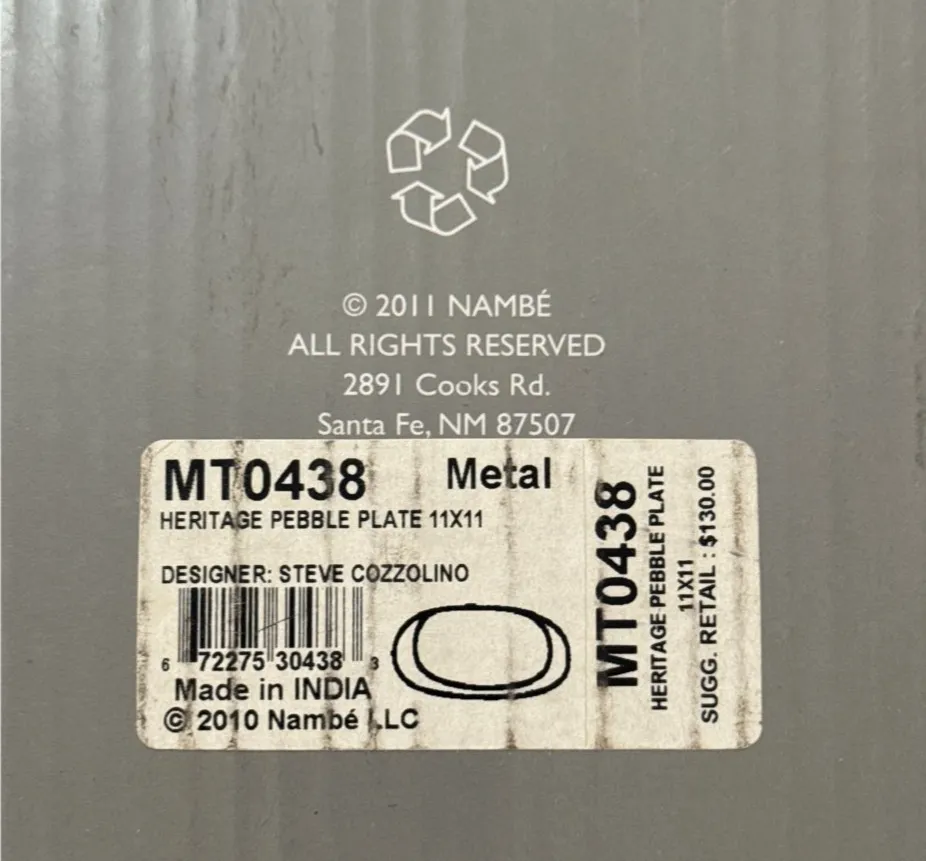 © 2011 NAMBÉ
ALL RIGHTS RESERVED
2891 Cooks Rd.
Santa Fe, NM 87507
MT0438 Metal
HERITAGE PEBBLE PLATE 11X11
DESIGNER: STEVE COZZOLINO
6 72275 30438 3
Made in INDIA
© 2010 Nambé LLC
MT0438
HERITAGE PEBBLE PLATE
11X11
SUGG. RETAIL : $130.00